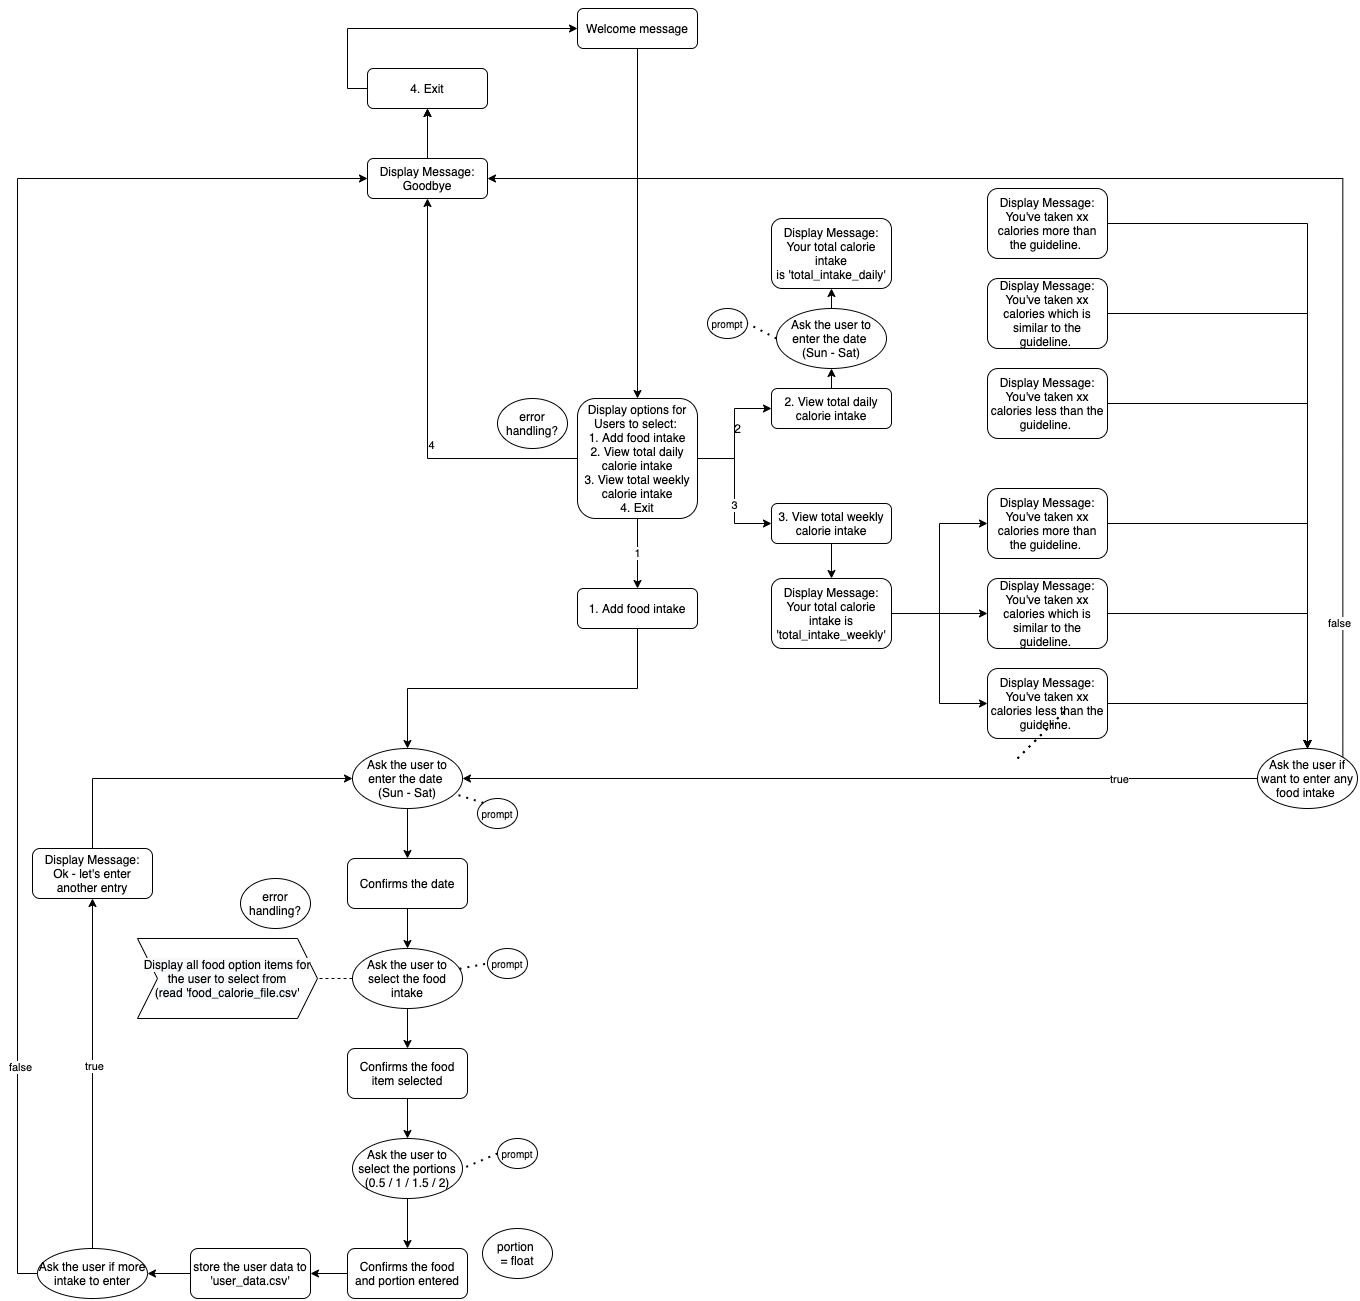 Welcome message
4. Exit
Display Message:
Goodbye
Display Message:
You've taken xx
calories more than
the guideline.
Display Message:
Your total calorie
intake
is 'total_intake_daily'
Display Message:
You've taken xx
calories which is
similar to the
guideline.
prompt
Ask the user to
enter the date
(Sun - Sat)
Display Message:
You've taken xx
calories less than the
guideline.
2. View total daily
calorie intake
error
handling?
Display options for
Users to select:
1. Add food intake
2. View total daily
calorie intake
3. View total weekly
calorie intake
4. Exit
2
4
3
3. View total weekly
calorie intake
Display Message:
You've taken xx
calories more than
the guideline.
1
1. Add food intake
Display Message:
Your total calorie
intake is
'total_intake_weekly'
Display Message:
You've taken xx
calories which is
similar to the
guideline.
false
Display Message:
You've taken xx
calories less than the
guideline.
Ask the user to
enter the date
(Sun - Sat)
true
Ask the user if
want to enter any
food intake
prompt
Display Message:
Ok - let's enter
another entry
Confirms the date
error
handling?
Display all food option items for
the user to select from
(read 'food_calorie_file.csv'
Ask the user to
select the food
intake
prompt
false
true
Confirms the food
item selected
Ask the user to
select the portions
(0.5 / 1 / 1.5 / 2)
prompt
portion
= float
Ask the user if more
intake to enter
store the user data to
'user_data.csv'
Confirms the food
and portion entered